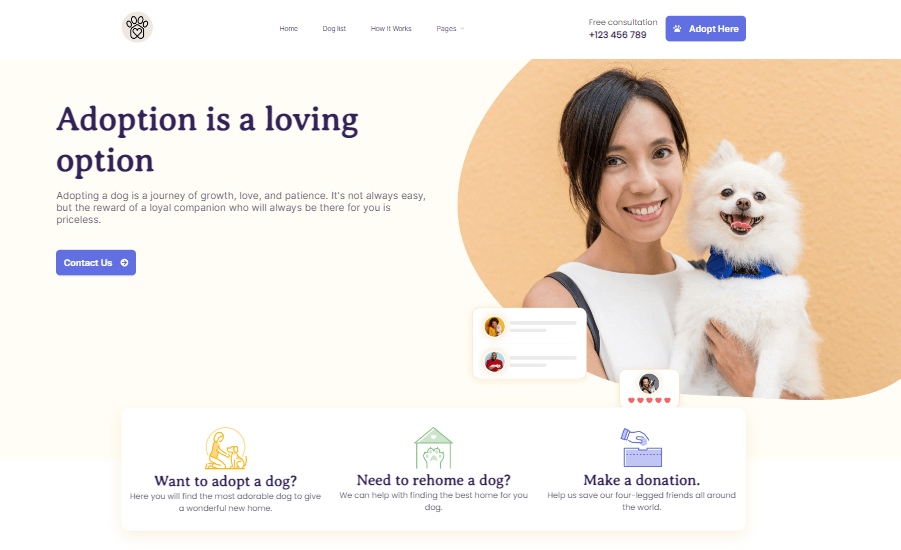 Home
Dog list
How It Works
Pages
Free consultation
+123 456 789
Adopt Here
Adoption is a loving
option
Adopting a dog is a journey of growth, love, and patience. It's not always easy,
but the reward of a loyal companion who will always be there for you is
priceless.
Contact Us
Want to adopt a dog?
Here you will find the most adorable dog to give
a wonderful new home.
Need to rehome a dog?
We can help with finding the best home for you
dog.
Make a donation.
Help us save our four-legged friends all around
the world.